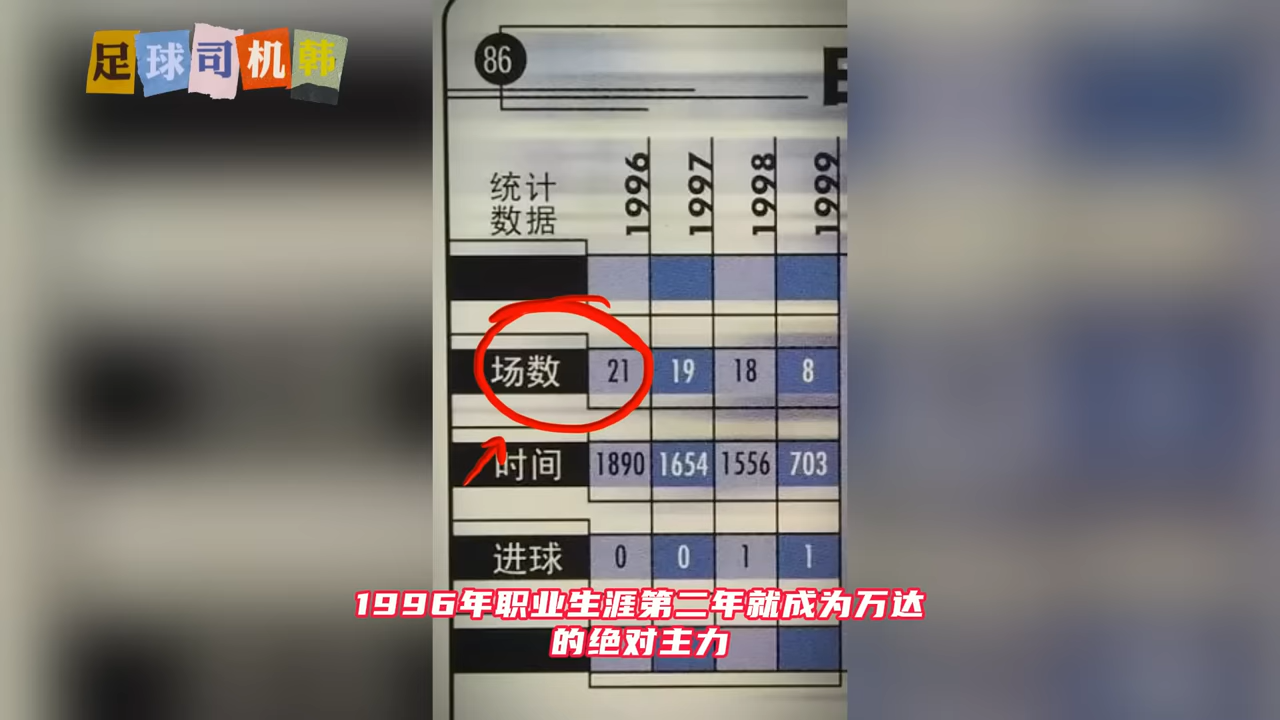 足球司机韩
86
统计
数据
1996 1997 1998 1999
场数 21 19 18 8
时间 1890 1654 1556 703
进球 0 0 1 1
1996年职业生涯第二年就成为万达
的绝对主力